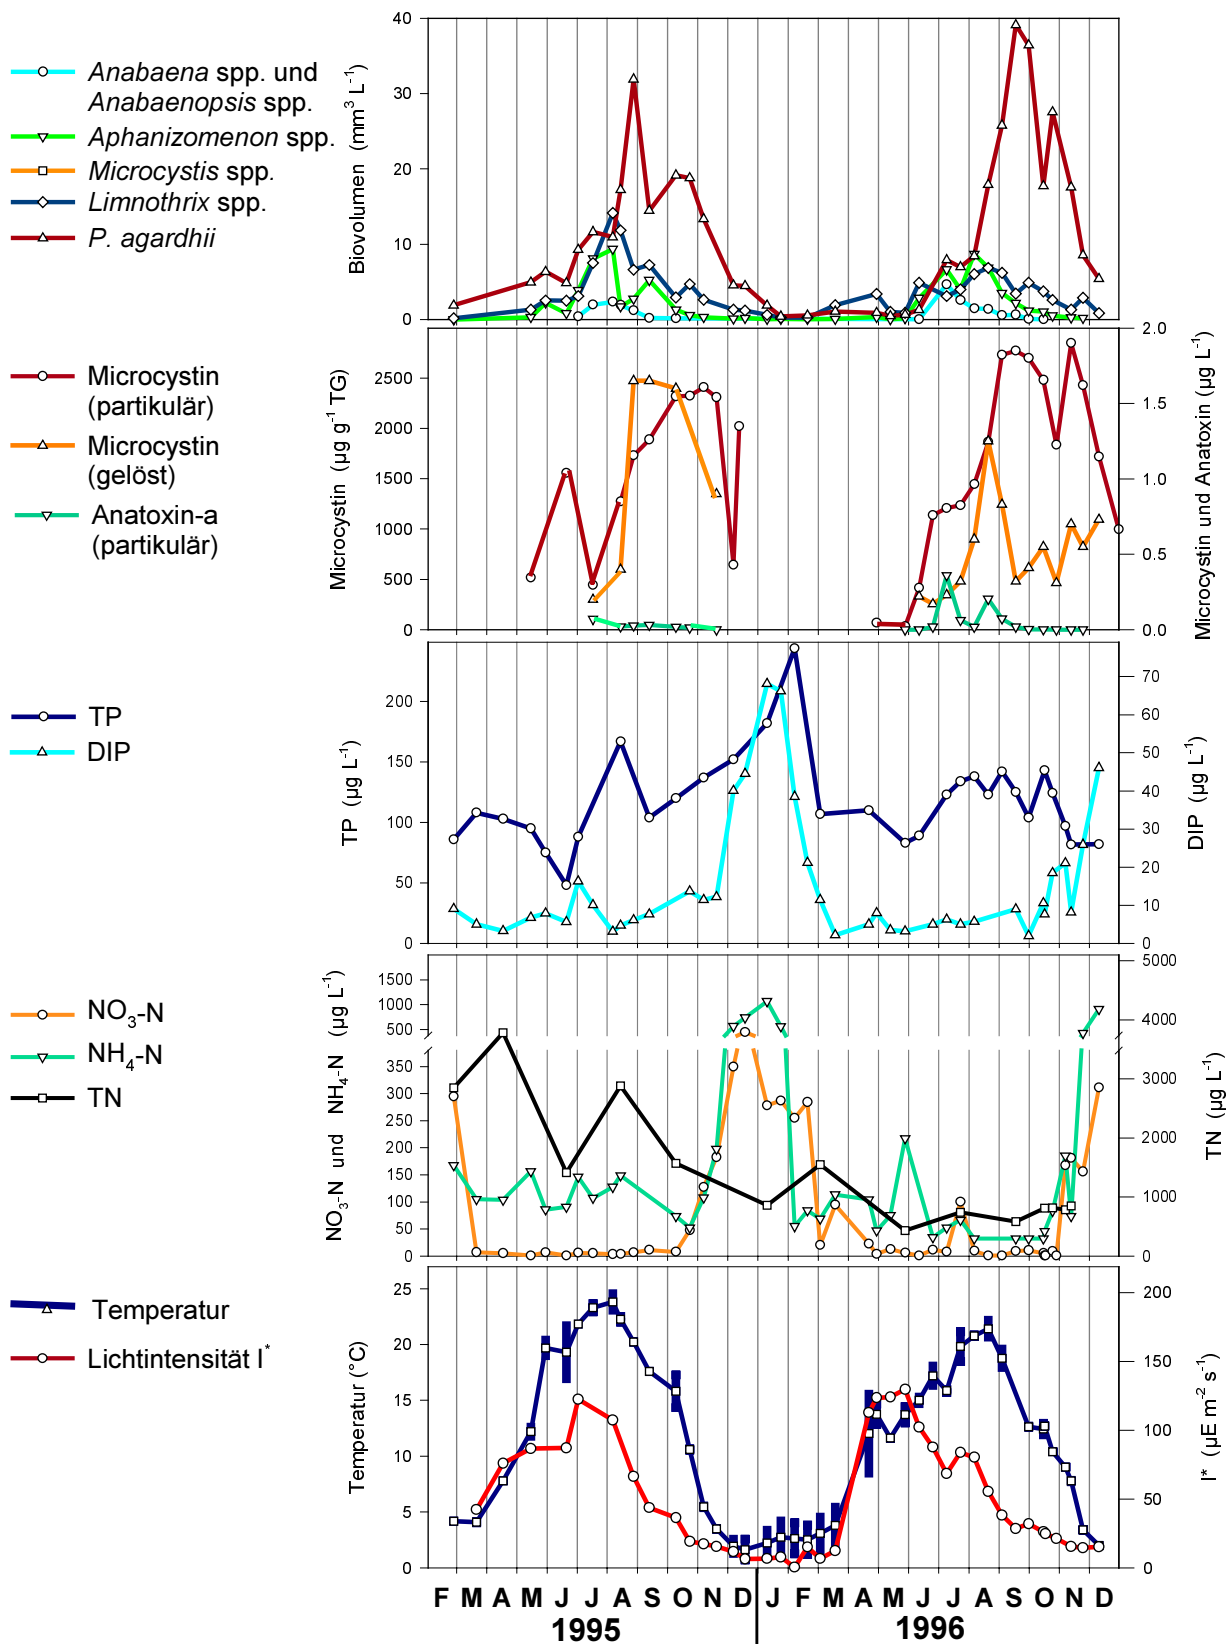 Anabaena spp. und
Anabaenopsis spp.
Aphanizomenon spp.
Microcystis spp.
Limnothrix spp.
P. agardhii
Biovolumen (mm³ L⁻¹)
40
30
20
10
0
Microcystin
(partikulär)
Microcystin
(gelöst)
Anatoxin-a
(partikulär)
Microcystin (µg g⁻¹ TG)
2500
2000
1500
1000
500
0
2.0
1.5
1.0
0.5
0.0
Microcystin und Anatoxin (µg L⁻¹)
TP
DIP
TP (µg L⁻¹)
200
150
100
50
0
70
60
50
40
30
20
10
0
DIP (µg L⁻¹)
NO₃-N
NH₄-N
TN
NO₃-N und NH₄-N (µg L⁻¹)
1500
1000
500
350
300
250
200
150
100
50
0
5000
4000
3000
2000
1000
0
TN (µg L⁻¹)
Temperatur
Lichtintensität I*
Temperatur (°C)
25
20
15
10
5
0
200
150
100
50
0
I* (µE m⁻² s⁻¹)
F M A M J J A S O N D J F M A M J J A S O N D
1995 1996